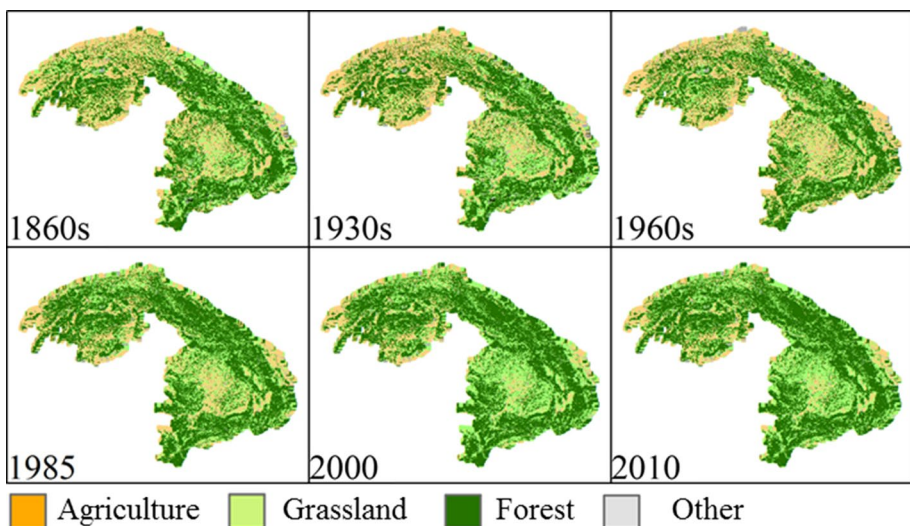 1860s
1930s
1960s
1985
2000
2010
Agriculture
Grassland
Forest
Other